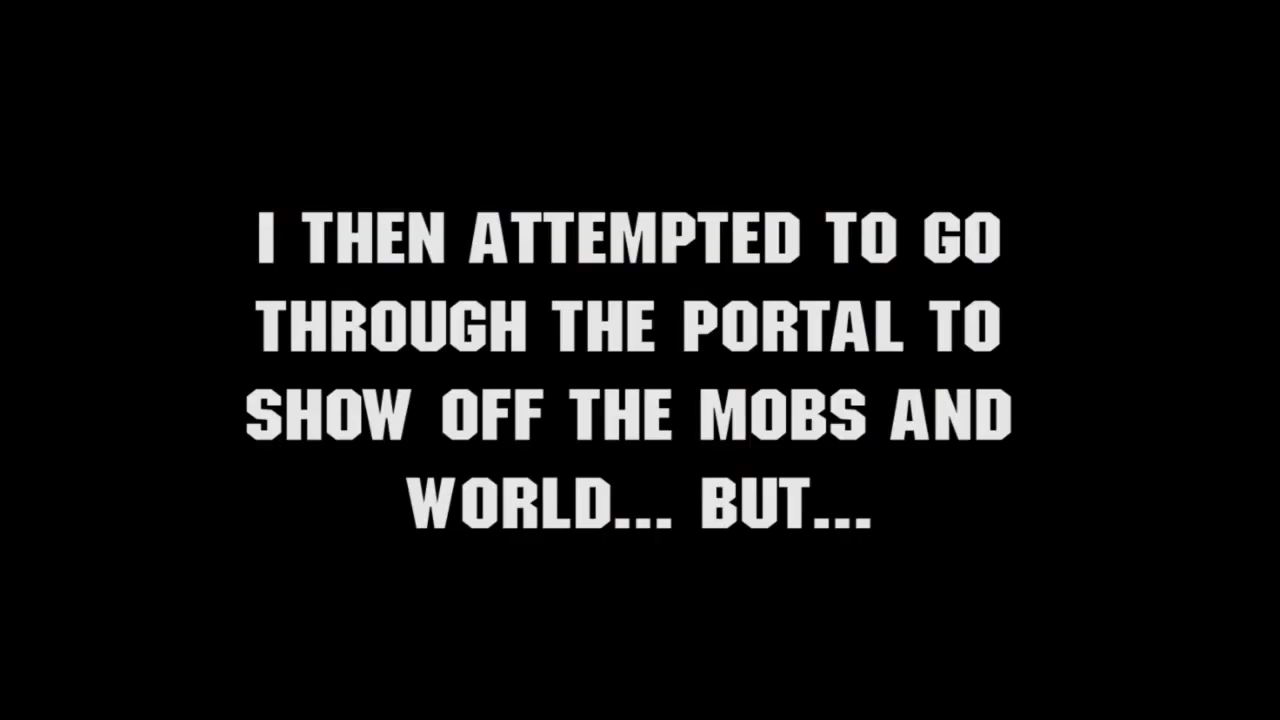 I THEN ATTEMPTED TO GO
THROUGH THE PORTAL TO
SHOW OFF THE MOBS AND
WORLD... BUT...